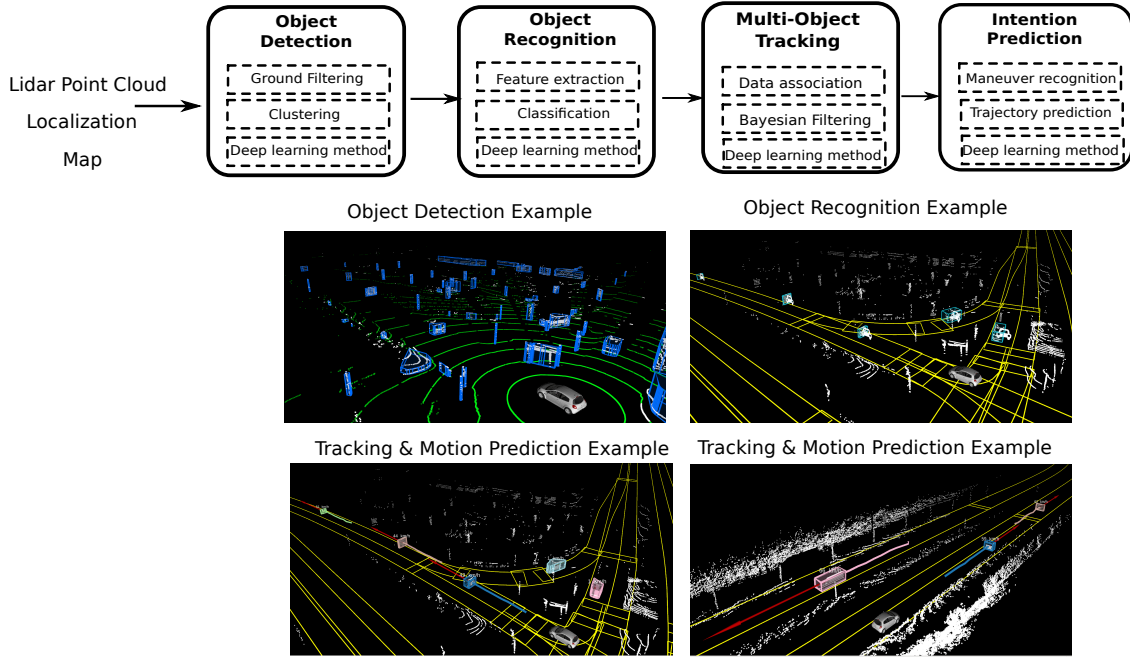 Object
Detection
Ground Filtering
Clustering
Deep learning method
Object
Recognition
Feature extraction
Classification
Deep learning method
Multi-Object
Tracking
Data association
Bayesian Filtering
Deep learning method
Intention
Prediction
Maneuver recognition
Trajectory prediction
Deep learning method
Lidar Point Cloud
Localization
Map
Object Detection Example
Object Recognition Example
Tracking & Motion Prediction Example
Tracking & Motion Prediction Example